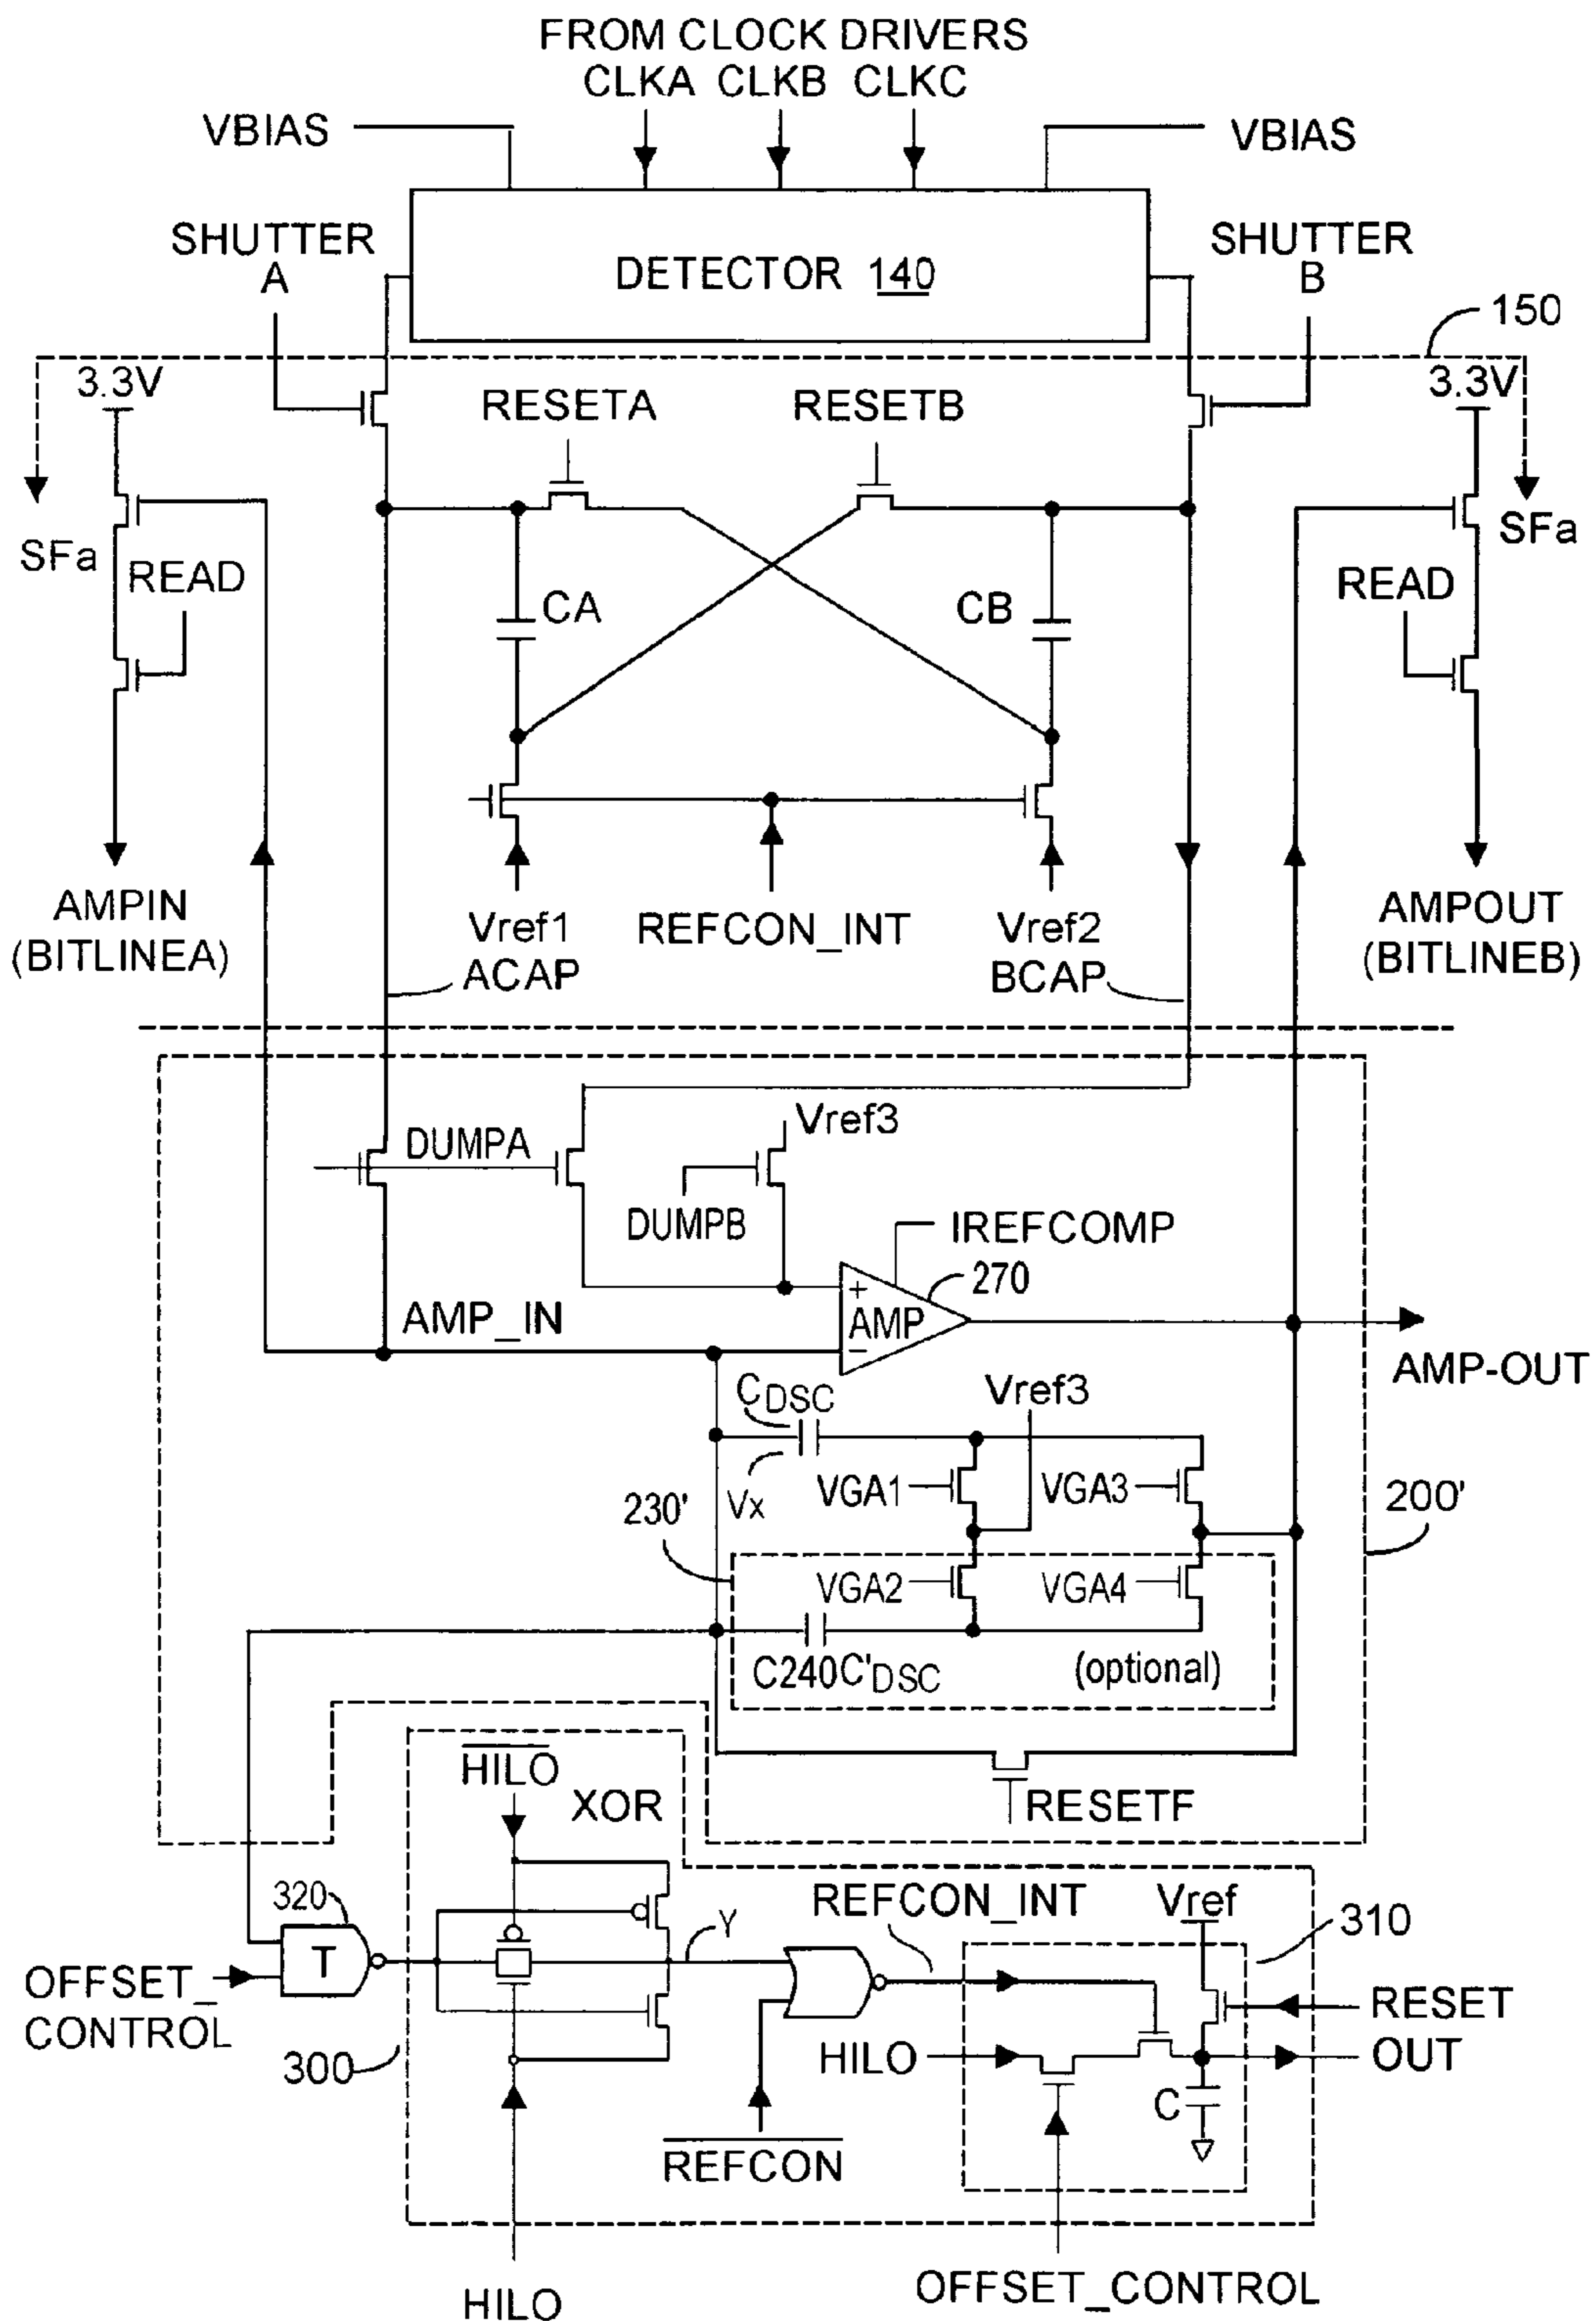 FROM CLOCK DRIVERS
CLKA CLKB CLKC
VBIAS
VBIAS
SHUTTER
A
DETECTOR 140
SHUTTER
B
150
3.3V
RESETA
RESETB
3.3V
SFa
READ
CA
CB
READ
SFa
AMPIN
(BITLINEA)
Vref1
ACAP
REFCON_INT
Vref2
BCAP
AMPOUT
(BITLINEB)
DUMPA
Vref3
DUMPB
IREFCOMP
270
+
AMP
−
AMP_IN
AMP-OUT
CDSC
Vref3
Vx
VGA1
VGA3
230'
200'
VGA2
VGA4
C240C'DSC
(optional)
HILO
XOR
RESETF
320
T
Y
REFCON_INT
Vref
310
OFFSET_
CONTROL
300
RESET
HILO
OUT
C
REFCON
HILO
OFFSET_CONTROL